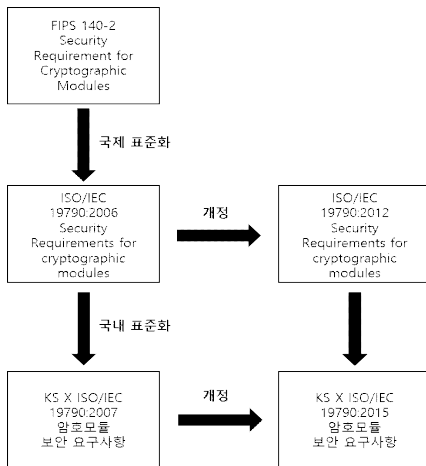 FIPS 140-2
Security
Requirement for
Cryptographic
Modules
국제 표준화
ISO/IEC
19790:2006
Security
Requirements for
cryptographic
modules
개정
ISO/IEC
19790:2012
Security
Requirements for
cryptographic
modules
국내 표준화
KS X ISO/IEC
19790:2007
암호모듈
보안 요구사항
개정
KS X ISO/IEC
19790:2015
암호모듈
보안 요구사항